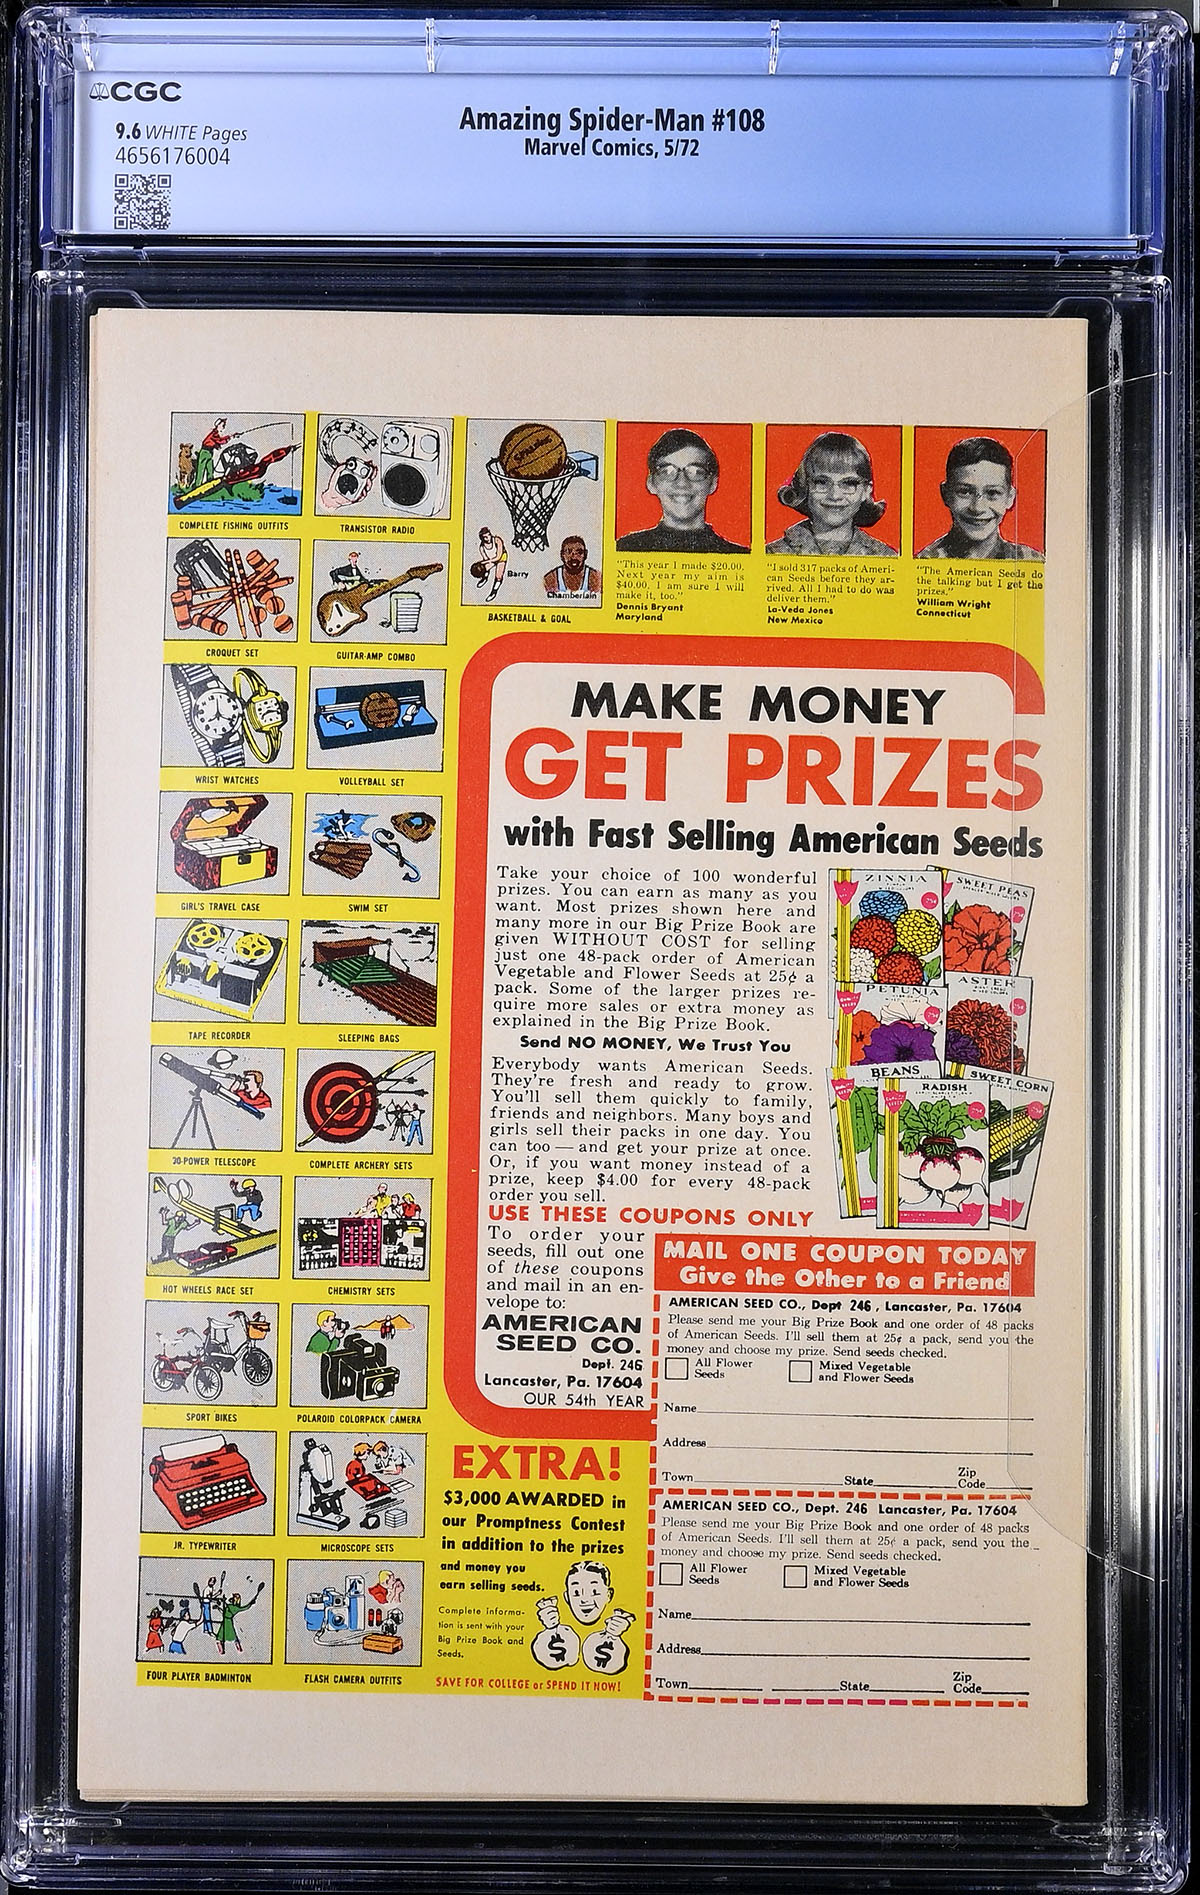 CGC
9.6 WHITE Pages
4656176004
Amazing Spider-Man #108
Marvel Comics, 5/72
COMPLETE FISHING OUTFITS
TRANSISTOR RADIO
Spalding
Barry
Chamberlain
BASKETBALL & GOAL
"This year I made $20.00.
Next year my aim is
$40.00. I am sure I will
make it, too."
Dennis Bryant
Maryland
"I sold 317 packs of Ameri-
can Seeds before they ar-
rived. All I had to do was
deliver them."
La-Veda Jones
New Mexico
"The American Seeds do
the talking but I get the
prizes."
William Wright
Connecticut
CROQUET SET
GUITAR-AMP COMBO
WRIST WATCHES
VOLLEYBALL SET
GIRL'S TRAVEL CASE
SWIM SET
TAPE RECORDER
SLEEPING BAGS
30-POWER TELESCOPE
COMPLETE ARCHERY SETS
HOT WHEELS RACE SET
CHEMISTRY SETS
SPORT BIKES
POLAROID COLORPACK CAMERA
JR. TYPEWRITER
MICROSCOPE SETS
FOUR PLAYER BADMINTON
FLASH CAMERA OUTFITS
MAKE MONEY
GET PRIZES
with Fast Selling American Seeds
Take your choice of 100 wonderful
prizes. You can earn as many as you
want. Most prizes shown here and
many more in our Big Prize Book are
given WITHOUT COST for selling
just one 48-pack order of American
Vegetable and Flower Seeds at 25¢ a
pack. Some of the larger prizes re-
quire more sales or extra money as
explained in the Big Prize Book.
Send NO MONEY, We Trust You
Everybody wants American Seeds.
They're fresh and ready to grow.
You'll sell them quickly to family,
friends and neighbors. Many boys and
girls sell their packs in one day. You
can too — and get your prize at once.
Or, if you want money instead of a
prize, keep $4.00 for every 48-pack
order you sell.
USE THESE COUPONS ONLY
To order your
seeds, fill out one
of these coupons
and mail in an en-
velope to:
AMERICAN
SEED CO.
Dept. 246
Lancaster, Pa. 17604
OUR 54th YEAR
ZINNIA
SWEET PEAS
PETUNIA
ASTER
BEANS
RADISH
SWEET CORN
MAIL ONE COUPON TODAY
Give the Other to a Friend
AMERICAN SEED CO., Dept 246, Lancaster, Pa. 17604
Please send me your Big Prize Book and one order of 48 packs
of American Seeds. I'll sell them at 25¢ a pack, send you the
money and choose my prize. Send seeds checked.
All Flower
Seeds
Mixed Vegetable
and Flower Seeds
Name
Address
Town State Zip Code
AMERICAN SEED CO., Dept. 246 Lancaster, Pa. 17604
Please send me your Big Prize Book and one order of 48 packs
of American Seeds. I'll sell them at 25¢ a pack, send you the
money and choose my prize. Send seeds checked.
All Flower
Seeds
Mixed Vegetable
and Flower Seeds
Name
Address
Town State Zip Code
EXTRA!
$3,000 AWARDED in
our Promptness Contest
in addition to the prizes
and money you
earn selling seeds.
Complete informa-
tion is sent with your
Big Prize Book and
Seeds.
$ $
SAVE FOR COLLEGE or SPEND IT NOW!